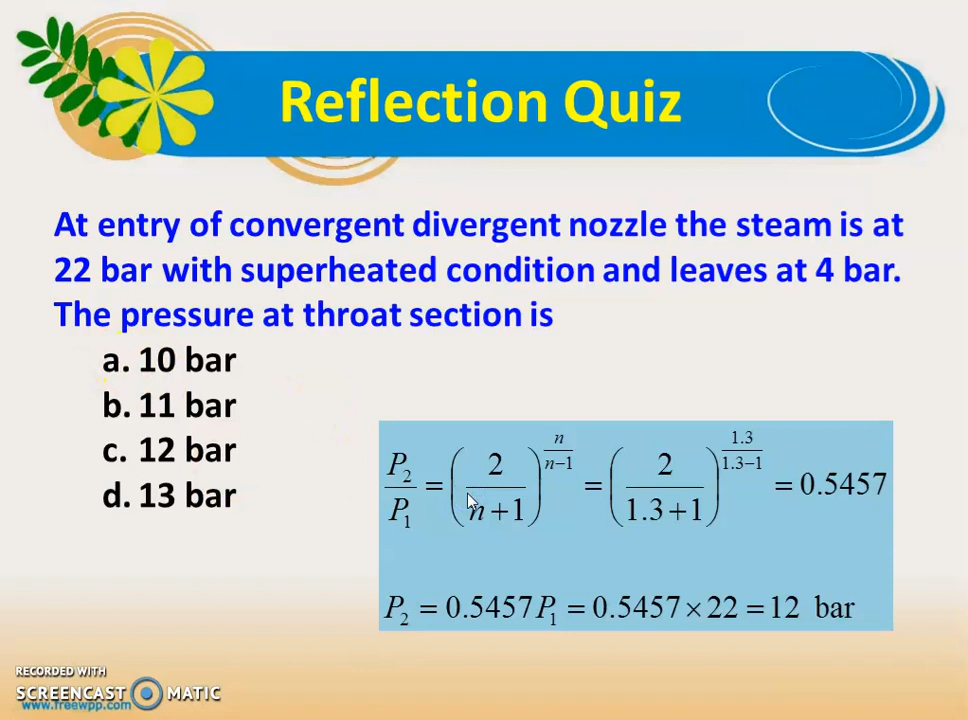 Reflection Quiz
At entry of convergent divergent nozzle the steam is at
22 bar with superheated condition and leaves at 4 bar.
The pressure at throat section is
a. 10 bar
b. 11 bar
c. 12 bar
d. 13 bar
P₂/P₁ = (2/(n+1))^(n/(n−1)) = (2/(1.3+1))^(1.3/(1.3−1)) = 0.5457
P₂ = 0.5457 P₁ = 0.5457 × 22 = 12 bar
RECORDED WITH
SCREENCAST MATIC
www.freewpp.com